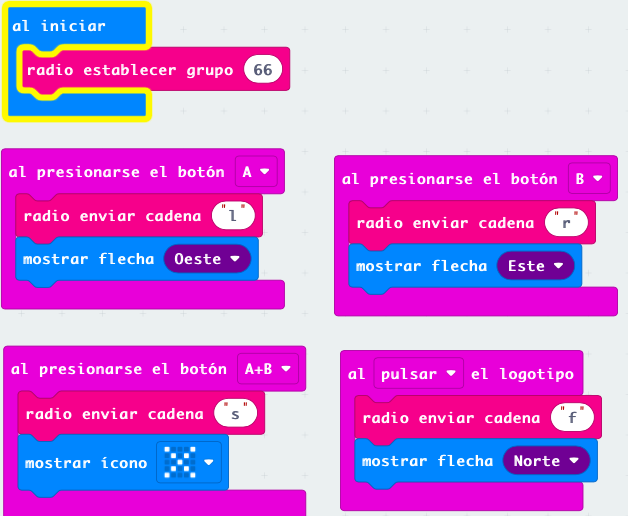 al iniciar
radio establecer grupo 66
al presionarse el botón A
radio enviar cadena "l"
mostrar flecha Oeste
al presionarse el botón B
radio enviar cadena "r"
mostrar flecha Este
al presionarse el botón A+B
radio enviar cadena "s"
mostrar ícono
al pulsar el logotipo
radio enviar cadena "f"
mostrar flecha Norte